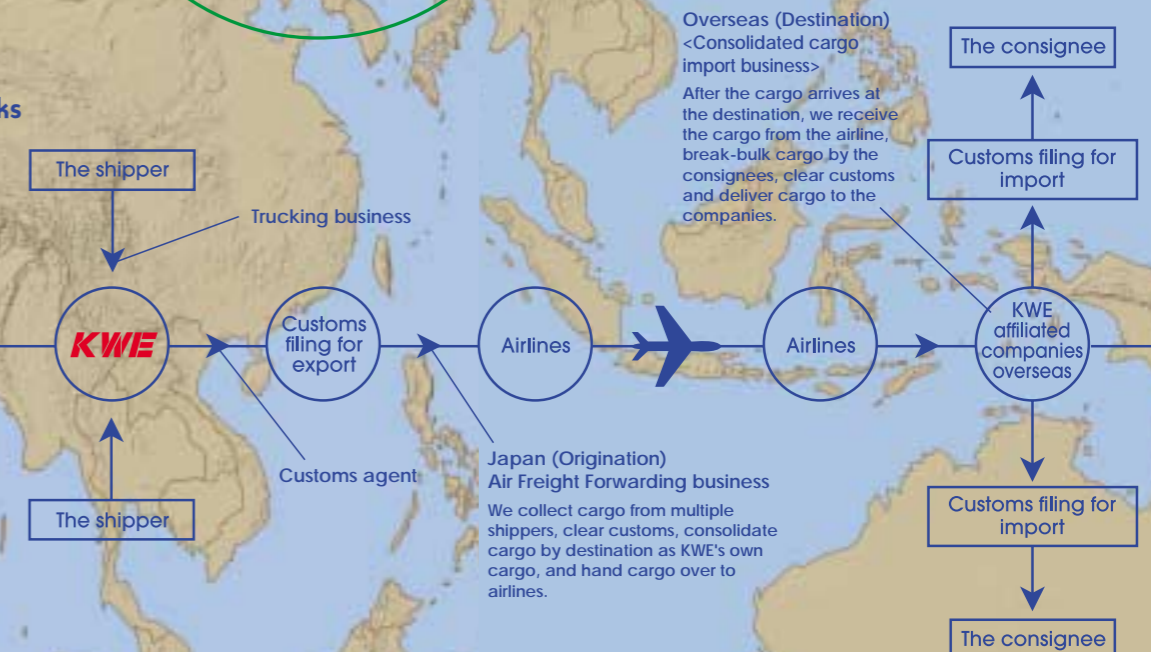 Overseas (Destination)
<Consolidated cargo
import business>
After the cargo arrives at
the destination, we receive
the cargo from the airline,
break-bulk cargo by the
consignees, clear customs
and deliver cargo to the
companies.
The consignee
Customs filing for
import
ks
The shipper
Trucking business
KWE
Customs
filing for
export
Airlines
Airlines
KWE
affiliated
companies
overseas
Customs agent
The shipper
Japan (Origination)
Air Freight Forwarding business
We collect cargo from multiple
shippers, clear customs, consolidate
cargo by destination as KWE's own
cargo, and hand cargo over to
airlines.
Customs filing for
import
The consignee